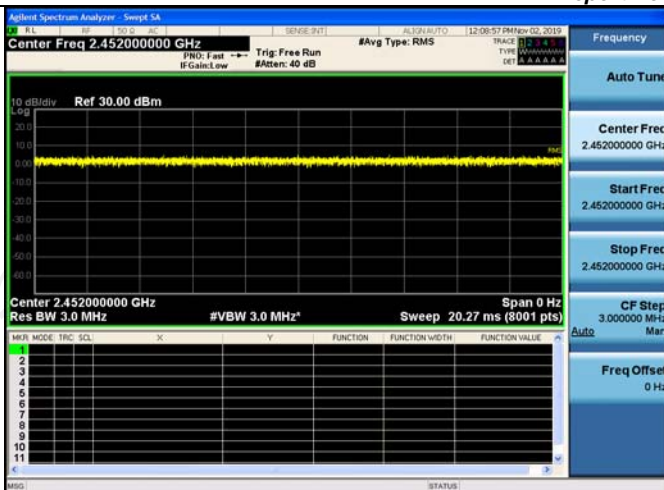 Agilent Spectrum Analyzer - Swept SA
RL RF 50 Ω AC SENSE:INT ALIGN AUTO 12:08:57 PM Nov 02, 2019
Center Freq 2.452000000 GHz #Avg Type: RMS TRACE 1 2 3 4 5
PNO: Fast Trig: Free Run TYPE
IFGain:Low #Atten: 40 dB DET A A A A A A
Frequency
Auto Tune
10 dB/div Ref 30.00 dBm
Log
20.0
10.0
RMS
0.00
-10.0
-20.0
-30.0
-40.0
-50.0
-60.0
Center Freq
2.452000000 GHz
Start Freq
2.452000000 GHz
Stop Freq
2.452000000 GHz
Center 2.452000000 GHz Span 0 Hz
Res BW 3.0 MHz #VBW 3.0 MHz* Sweep 20.27 ms (8001 pts)
CF Step
3.000000 MHz
Auto Man
MKR MODE TRC SCL X Y FUNCTION FUNCTION WIDTH FUNCTION VALUE
1
2
3
4
5
6
7
8
9
10
11
Freq Offset
0 Hz
MSG STATUS